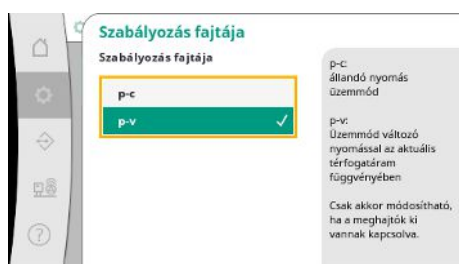 Szabályozás fajtája
Szabályozás fajtája
p-c
p-v
p-c:
állandó nyomás
üzemmód
p-v:
Üzemmód változó
nyomással az aktuális
térfogatáram
függvényében
Csak akkor módosítható,
ha a meghajtók ki
vannak kapcsolva.